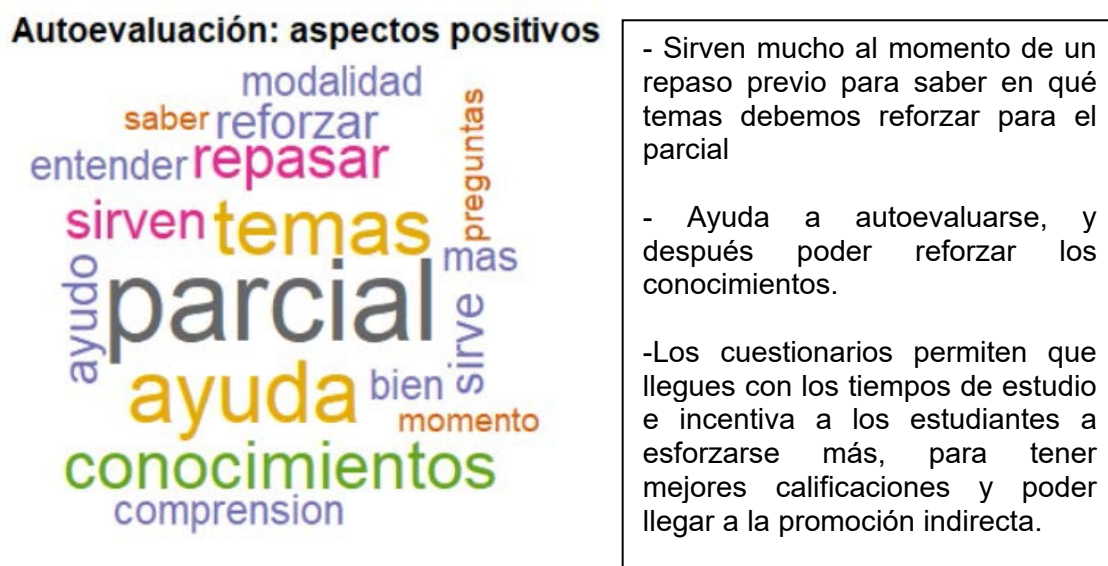 Autoevaluación: aspectos positivos
modalidad
saber reforzar
preguntas
entender repasar
sirven temas
mas
ayudo
parcial
sirve
ayuda bien
momento
conocimientos
comprension
- Sirven mucho al momento de un
repaso previo para saber en qué
temas debemos reforzar para el
parcial
- Ayuda a autoevaluarse, y
después poder reforzar los
conocimientos.
-Los cuestionarios permiten que
llegues con los tiempos de estudio
e incentiva a los estudiantes a
esforzarse más, para tener
mejores calificaciones y poder
llegar a la promoción indirecta.